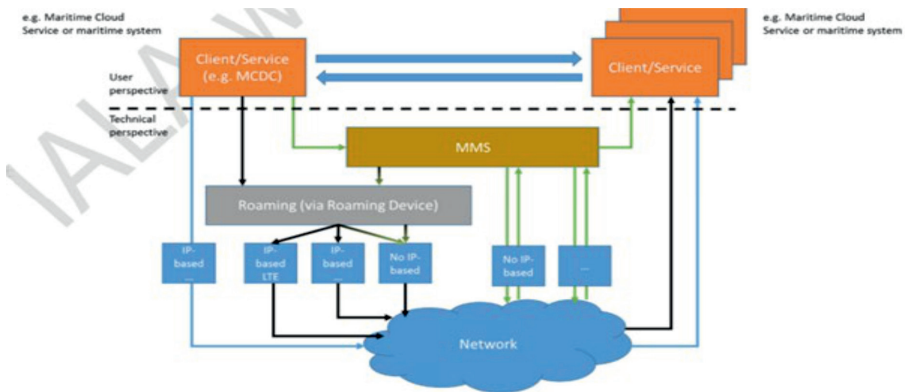 e.g. Maritime Cloud
Service or maritime system
e.g. Maritime Cloud
Service or maritime system
Client/Service
(e.g. MCDC)
Client/Service
User
perspective
Technical
perspective
MMS
Roaming (via Roaming Device)
IP-
based
...
IP-
based
LTE
IP-
based
...
No IP-
based
No IP-
based
...
Network
IALA